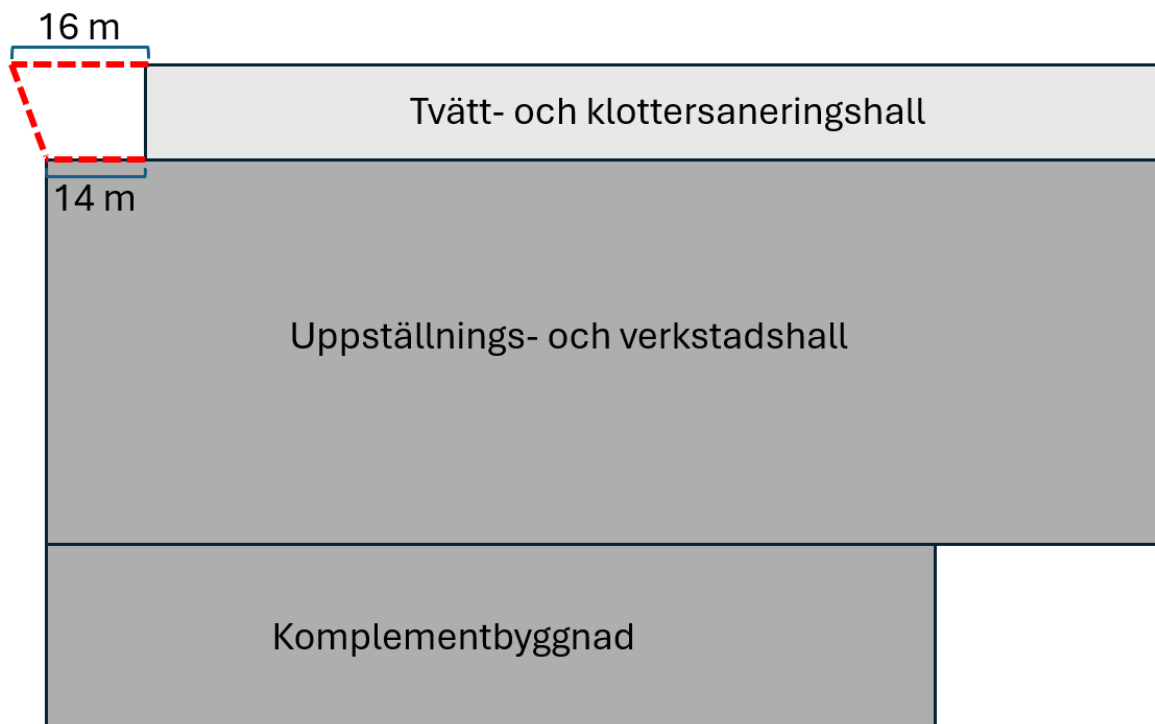 16 m
Tvätt- och klottersaneringshall
14 m
Uppställnings- och verkstadshall
Komplementbyggnad